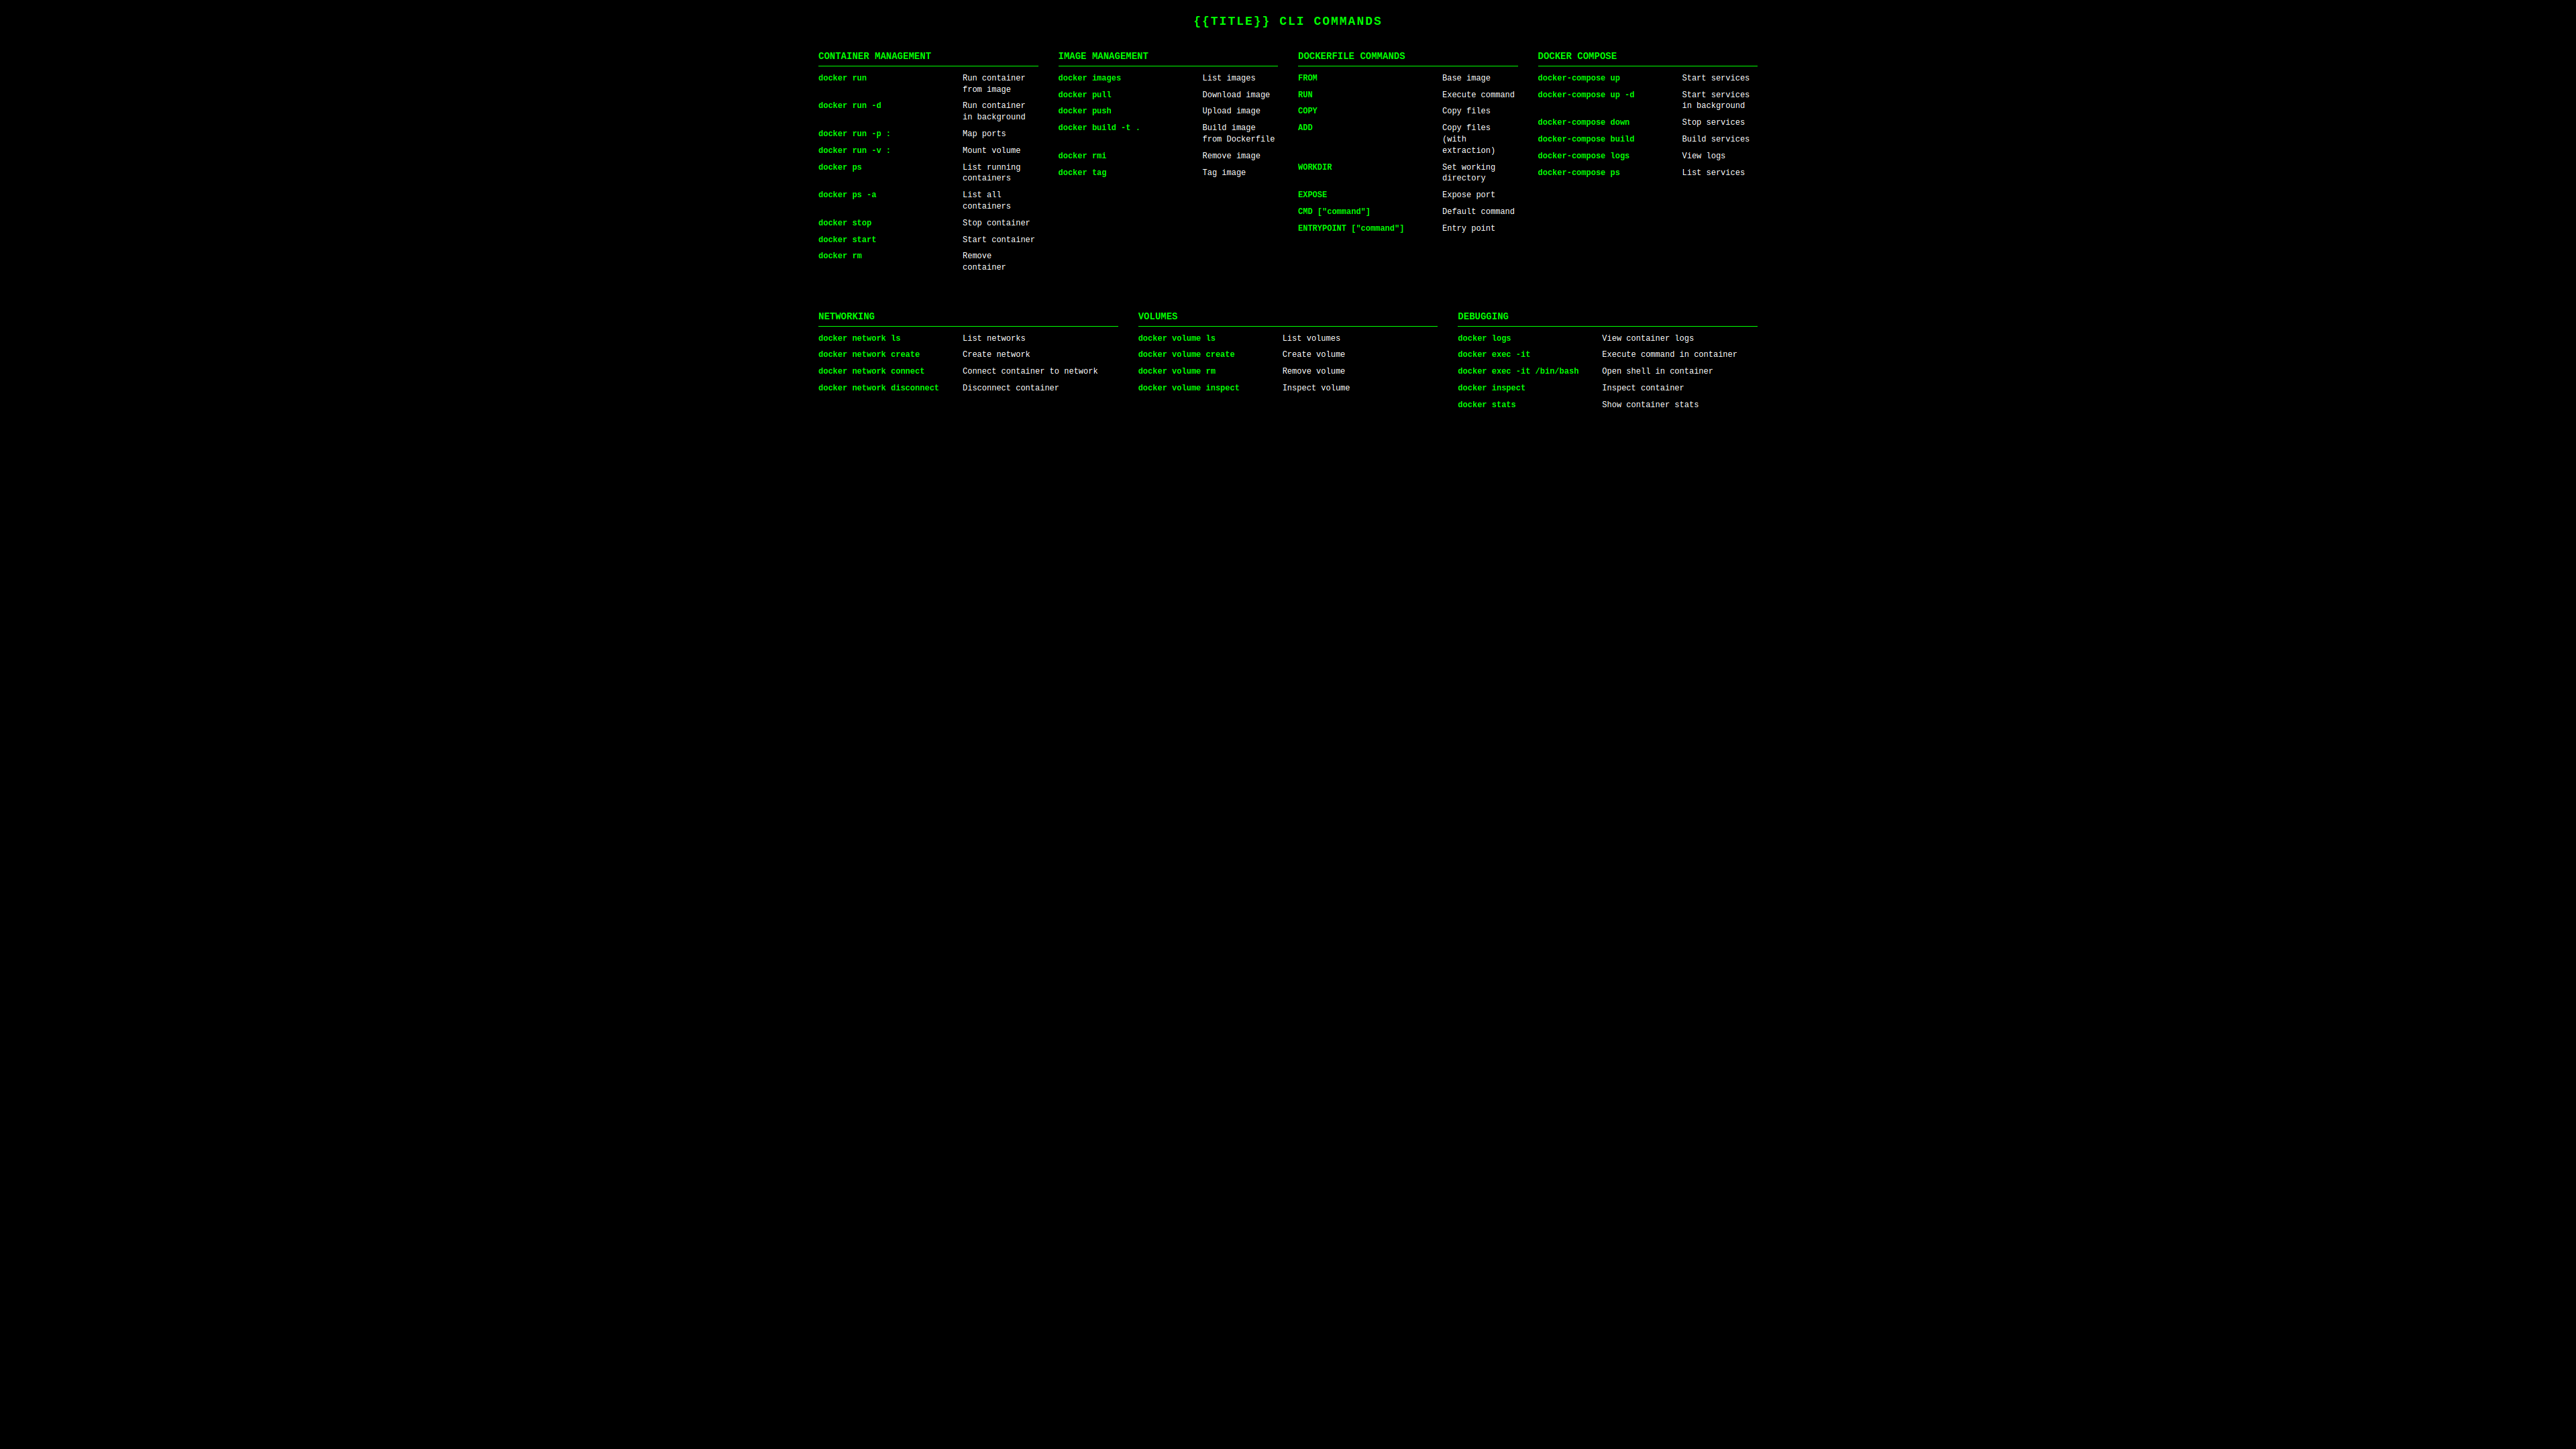 {{TITLE}} CLI COMMANDS
CONTAINER MANAGEMENT
docker run Run container
from image
docker run -d Run container
in background
docker run -p : Map ports
docker run -v : Mount volume
docker ps List running
containers
docker ps -a List all
containers
docker stop Stop container
docker start Start container
docker rm Remove
container
IMAGE MANAGEMENT
docker images List images
docker pull Download image
docker push Upload image
docker build -t . Build image
from Dockerfile
docker rmi Remove image
docker tag Tag image
DOCKERFILE COMMANDS
FROM Base image
RUN Execute command
COPY Copy files
ADD Copy files
(with
extraction)
WORKDIR Set working
directory
EXPOSE Expose port
CMD ["command"] Default command
ENTRYPOINT ["command"] Entry point
DOCKER COMPOSE
docker-compose up Start services
docker-compose up -d Start services
in background
docker-compose down Stop services
docker-compose build Build services
docker-compose logs View logs
docker-compose ps List services
NETWORKING
docker network ls List networks
docker network create Create network
docker network connect Connect container to network
docker network disconnect Disconnect container
VOLUMES
docker volume ls List volumes
docker volume create Create volume
docker volume rm Remove volume
docker volume inspect Inspect volume
DEBUGGING
docker logs View container logs
docker exec -it Execute command in container
docker exec -it /bin/bash Open shell in container
docker inspect Inspect container
docker stats Show container stats